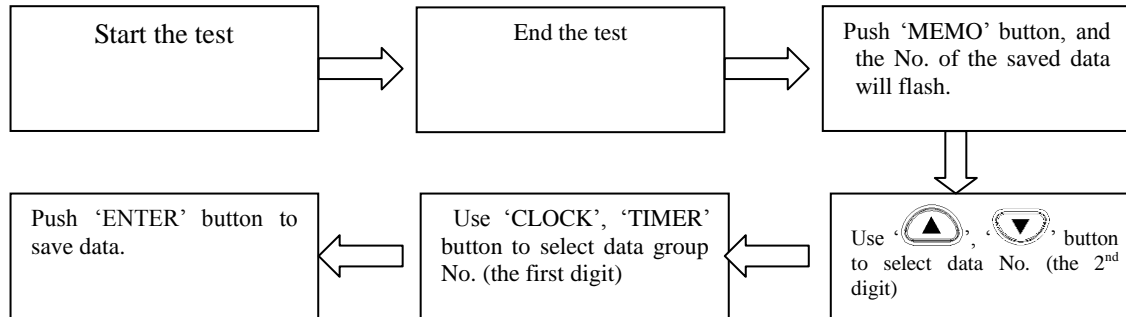 Start the test
End the test
Push ‘MEMO’ button, and
the No. of the saved data
will flash.
Use ‘▲’, ‘▼’ button
to select data No. (the 2nd
digit)
Use ‘CLOCK’, ‘TIMER’
button to select data group
No. (the first digit)
Push ‘ENTER’ button to
save data.